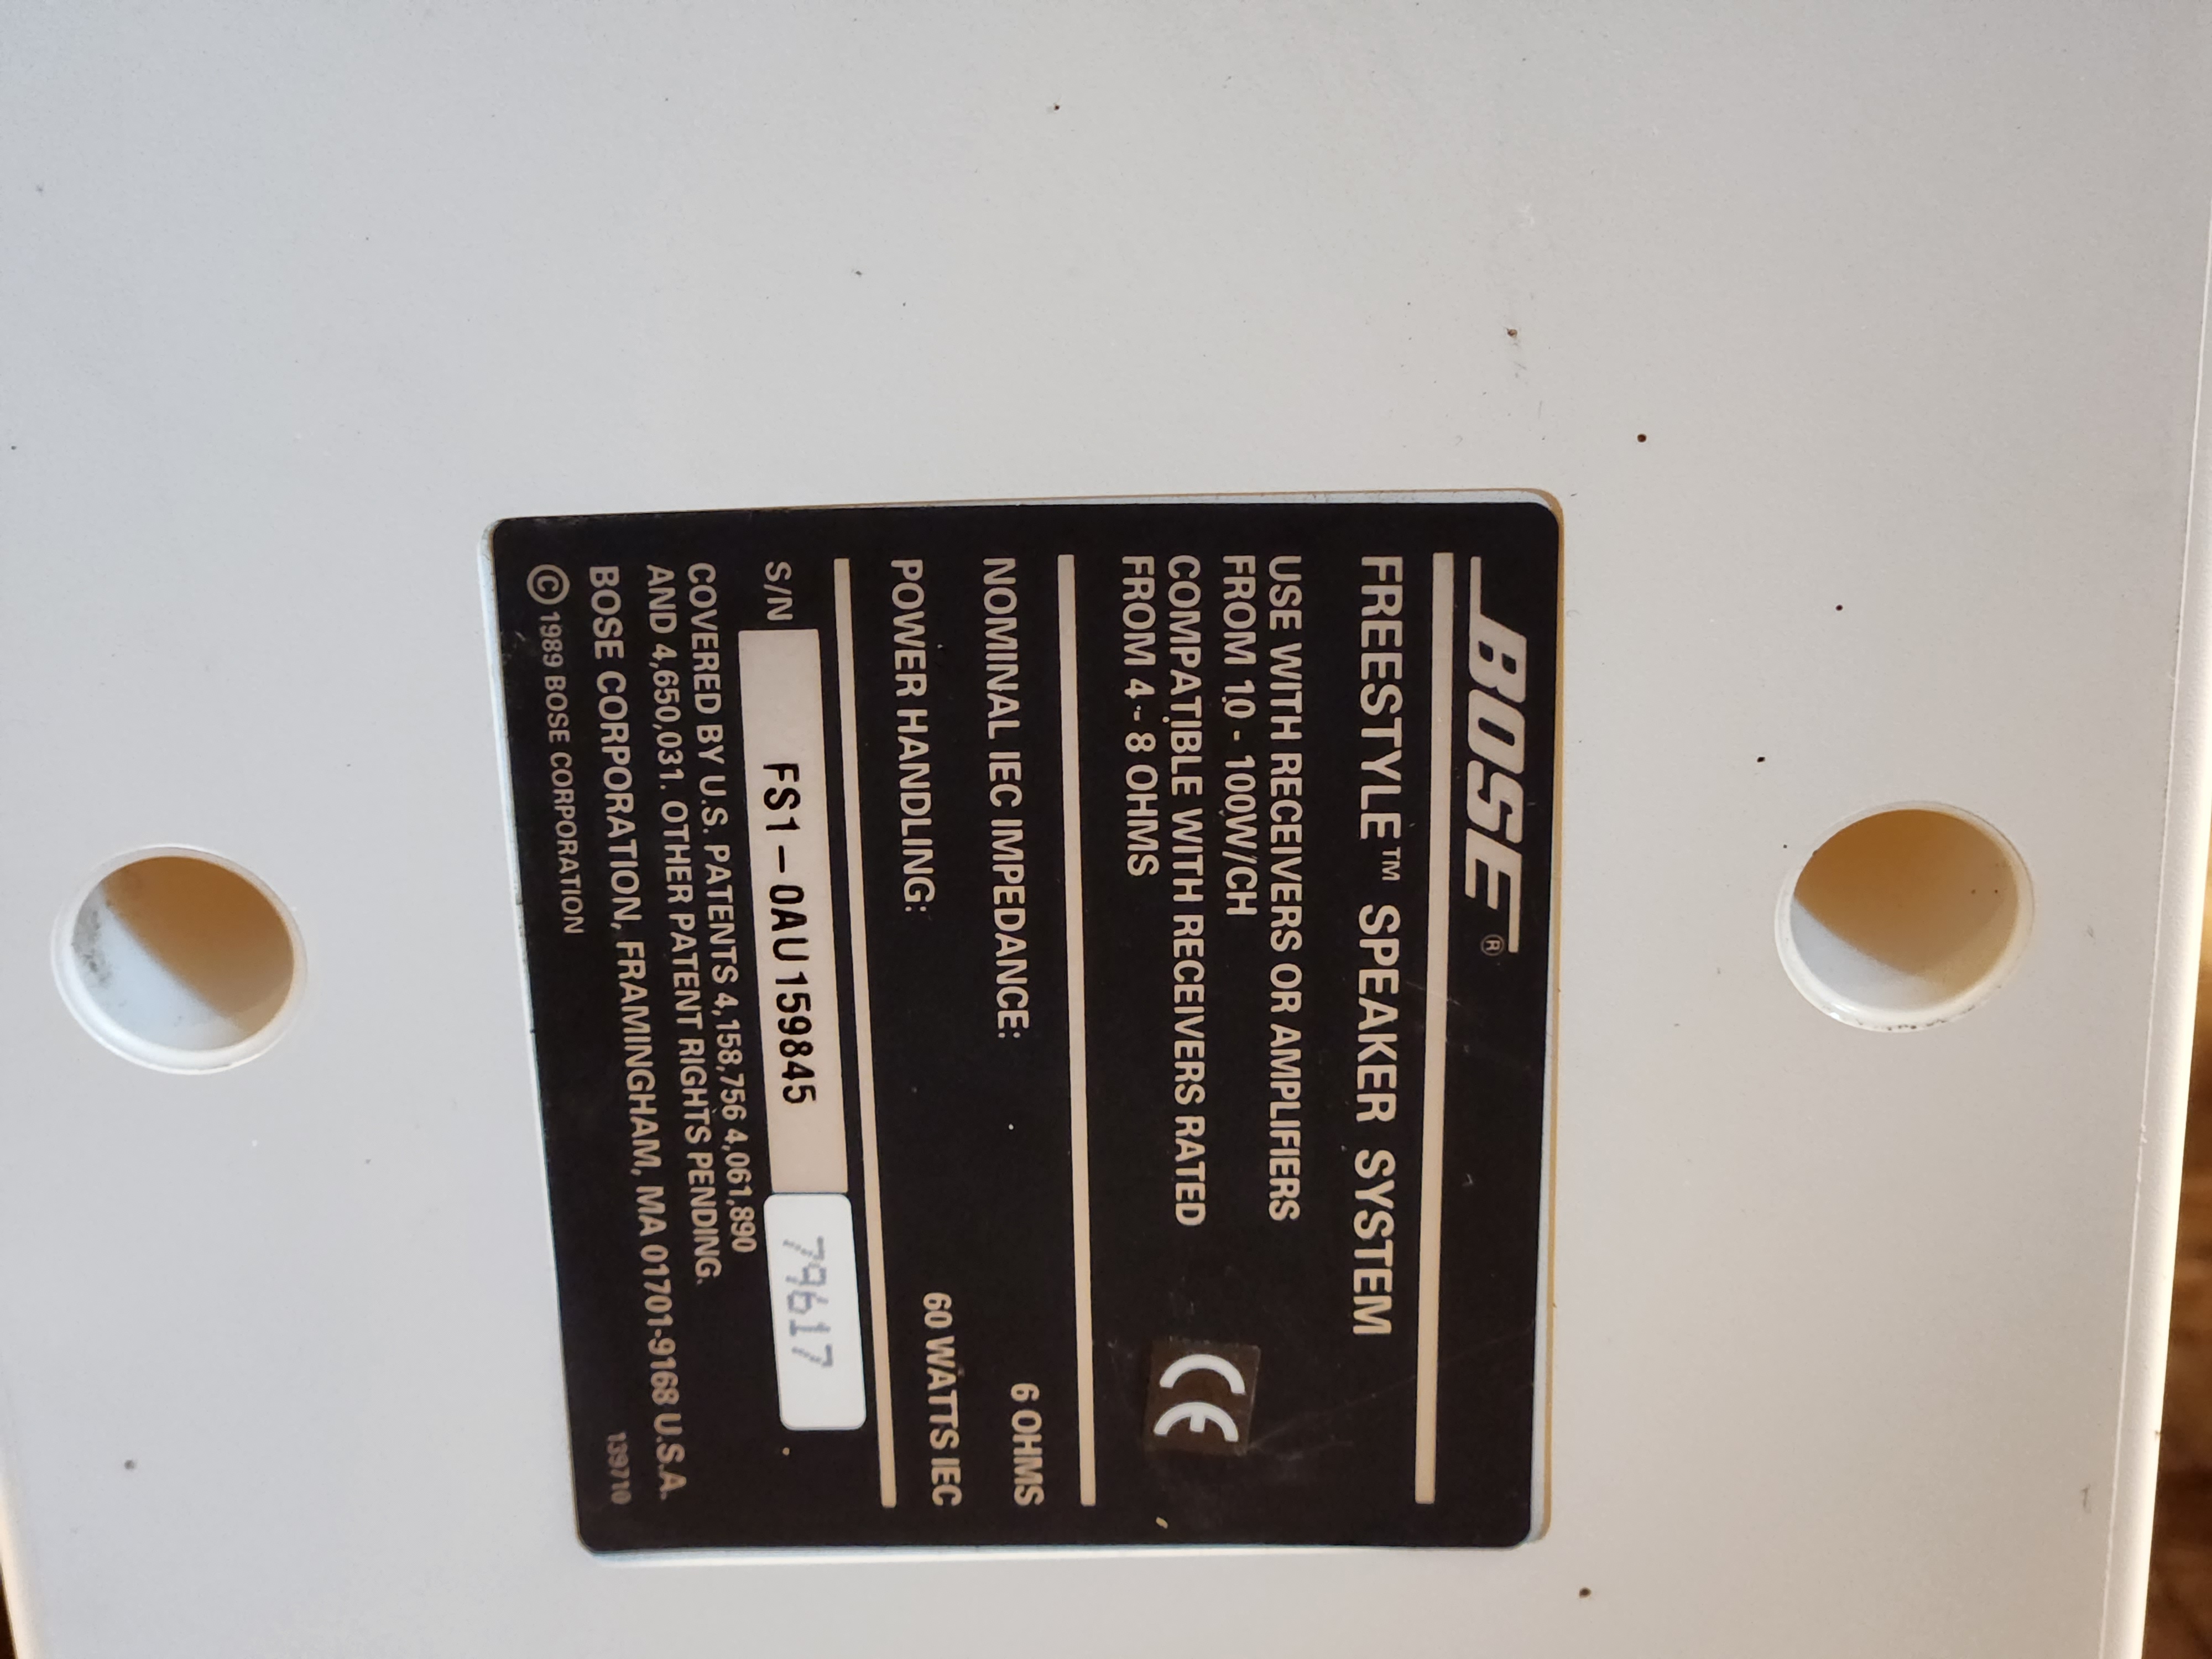 BOSE®
FREESTYLE™ SPEAKER SYSTEM
USE WITH RECEIVERS OR AMPLIFIERS
FROM 10 - 100W/CH
COMPATIBLE WITH RECEIVERS RATED
FROM 4 - 8 OHMS
CE
NOMINAL IEC IMPEDANCE: 6 OHMS
POWER HANDLING: 60 WATTS IEC
S/N FS1-0AU159845 79617
COVERED BY U.S. PATENTS 4,158,756 4,061,890
AND 4,650,031. OTHER PATENT RIGHTS PENDING.
BOSE CORPORATION, FRAMINGHAM, MA 01701-9168 U.S.A.
© 1989 BOSE CORPORATION 139710